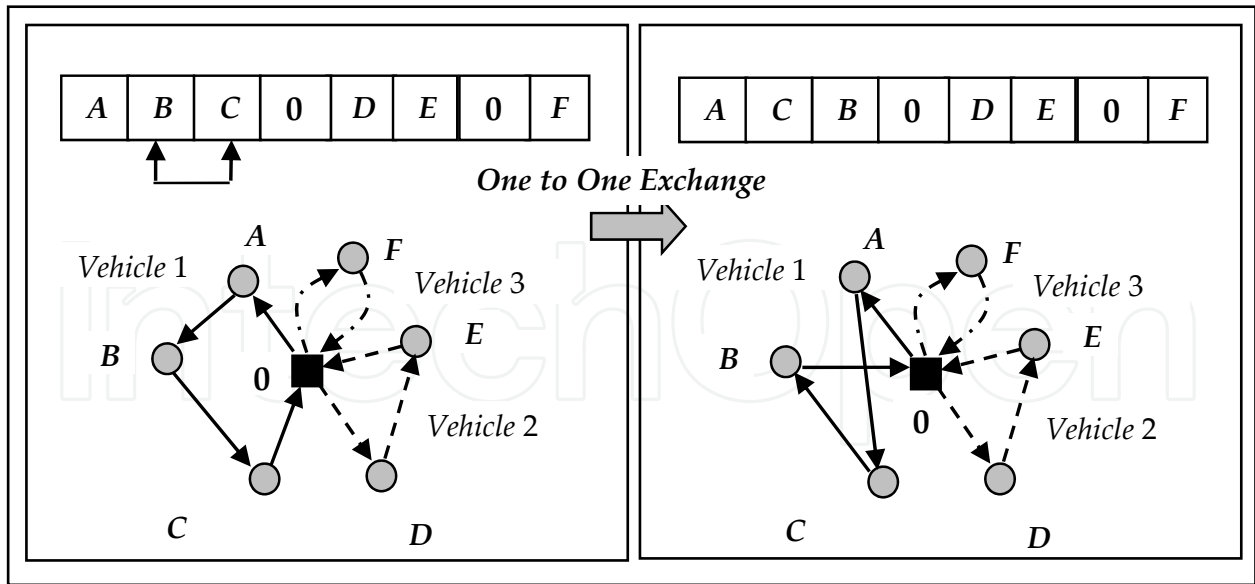 A B C 0 D E 0 F
A C B 0 D E 0 F
One to One Exchange
A
F
Vehicle 1
Vehicle 3
B
E
0
Vehicle 2
C
D
A
F
Vehicle 1
Vehicle 3
B
E
0
Vehicle 2
C
D
IntechOpen